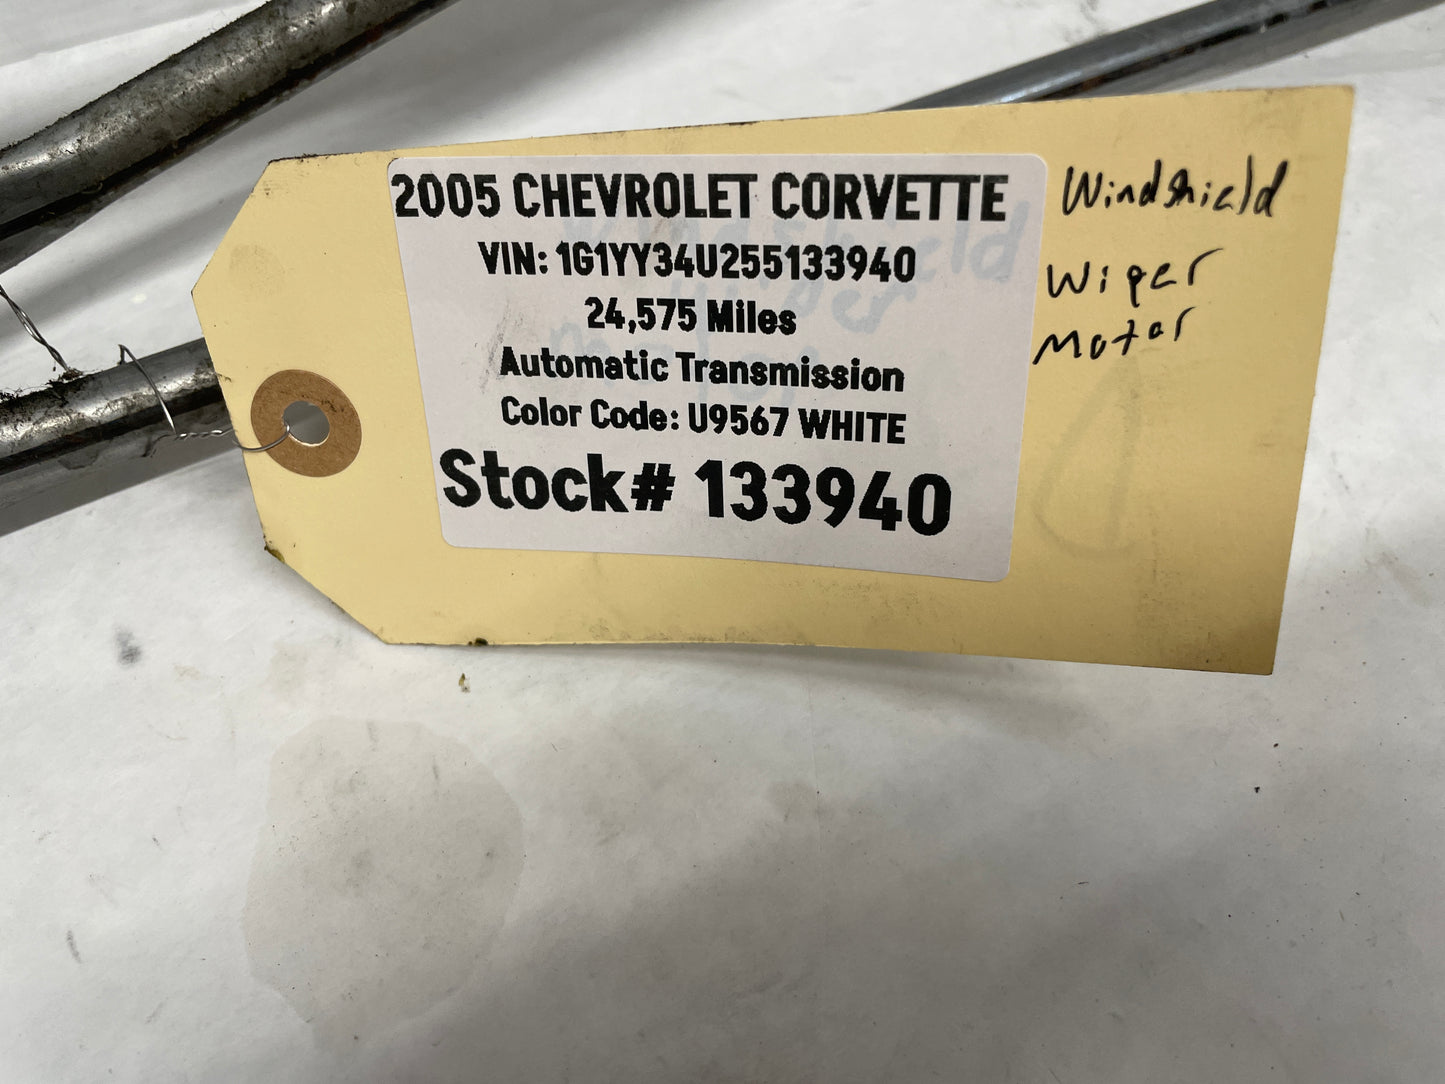 2005 CHEVROLET CORVETTE
VIN: 1G1YY34U255133940
24,575 Miles
Automatic Transmission
Color Code: U9567 WHITE
Stock# 133940
Windshield
Wiper
Motor